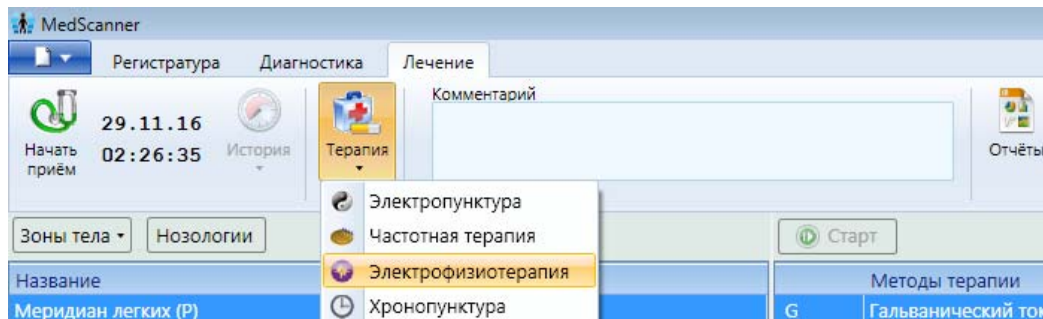 MedScanner
Регистратура Диагностика Лечение
Комментарий
29.11.16
02:26:35
Начать приём
История
Терапия
Отчёты
Электропунктура
Частотная терапия
Электрофизиотерапия
Хронопунктура
Зоны тела
Нозологии
Старт
Название
Методы терапии
Меридиан легких (P)
G Гальванический ток